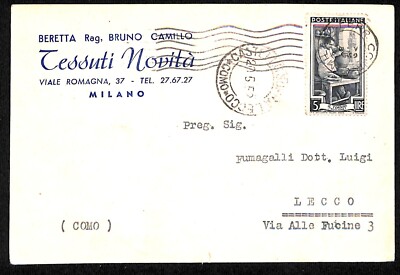 BERETTA Rag. BRUNO CAMILLO
Tessuti Novità
VIALE ROMAGNA, 37 - TEL. 27.67.27
MILANO
POSTE ITALIANE
5 LIRE
Preg. Sig.
Fumagalli Dott. Luigi
LECCO
Via Alle Fucine 3
( COMO )